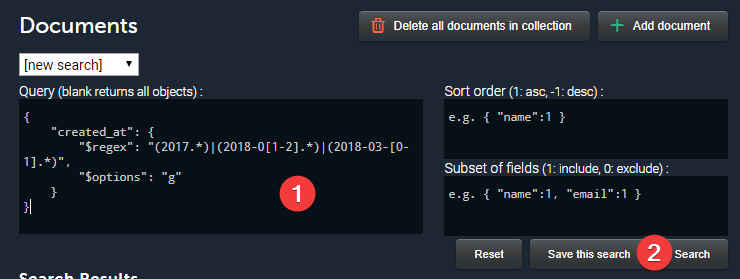 Documents
Delete all documents in collection
Add document
[new search]
Query (blank returns all objects) :
{
"created_at": {
"$regex": "(2017.*)|(2018-0[1-2].*)|(2018-03-[0-
1].*)",
"$options": "g"
}
}
1
Sort order (1: asc, -1: desc) :
e.g. { "name":1 }
Subset of fields (1: include, 0: exclude) :
e.g. { "name":1, "email":1 }
Reset
Save this search
2
Search
Search Results